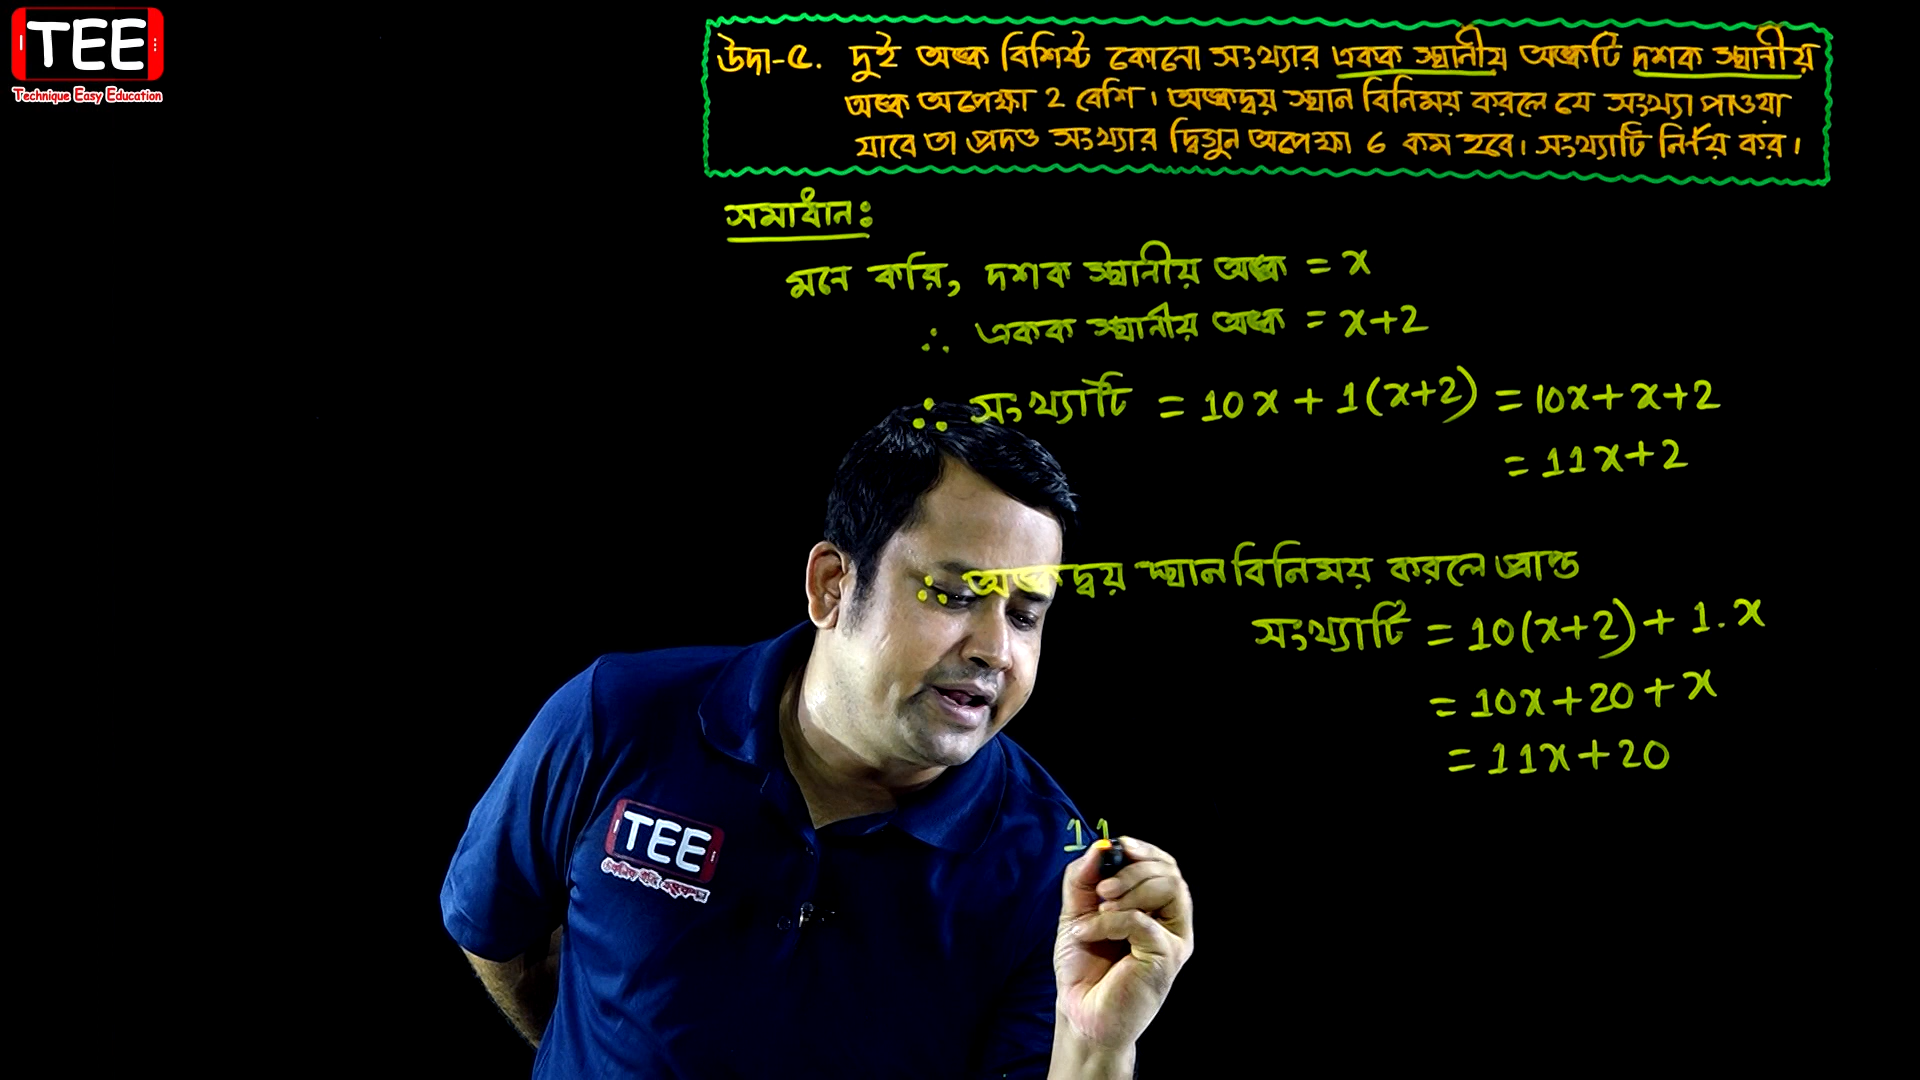 TEE
Technique Easy Education
উদা-৫. দুই অঙ্ক বিশিষ্ট কোনো সংখ্যার একক স্থানীয় অঙ্কটি দশক স্থানীয়
অঙ্ক অপেক্ষা 2 বেশি। অঙ্কদ্বয় স্থান বিনিময় করলে যে সংখ্যা পাওয়া
যাবে তা প্রদত্ত সংখ্যার দ্বিগুন অপেক্ষা 6 কম হবে। সংখ্যাটি নির্ণয় কর।
সমাধান:
মনে করি, দশক স্থানীয় অঙ্ক = x
∴ একক স্থানীয় অঙ্ক = x+2
∴ সংখ্যাটি = 10x + 1(x+2) = 10x+x+2
= 11x+2
∴ অঙ্কদ্বয় স্থান বিনিময় করলে প্রাপ্ত
সংখ্যাটি = 10(x+2) + 1.x
= 10x+20+x
= 11x+20
11
TEE